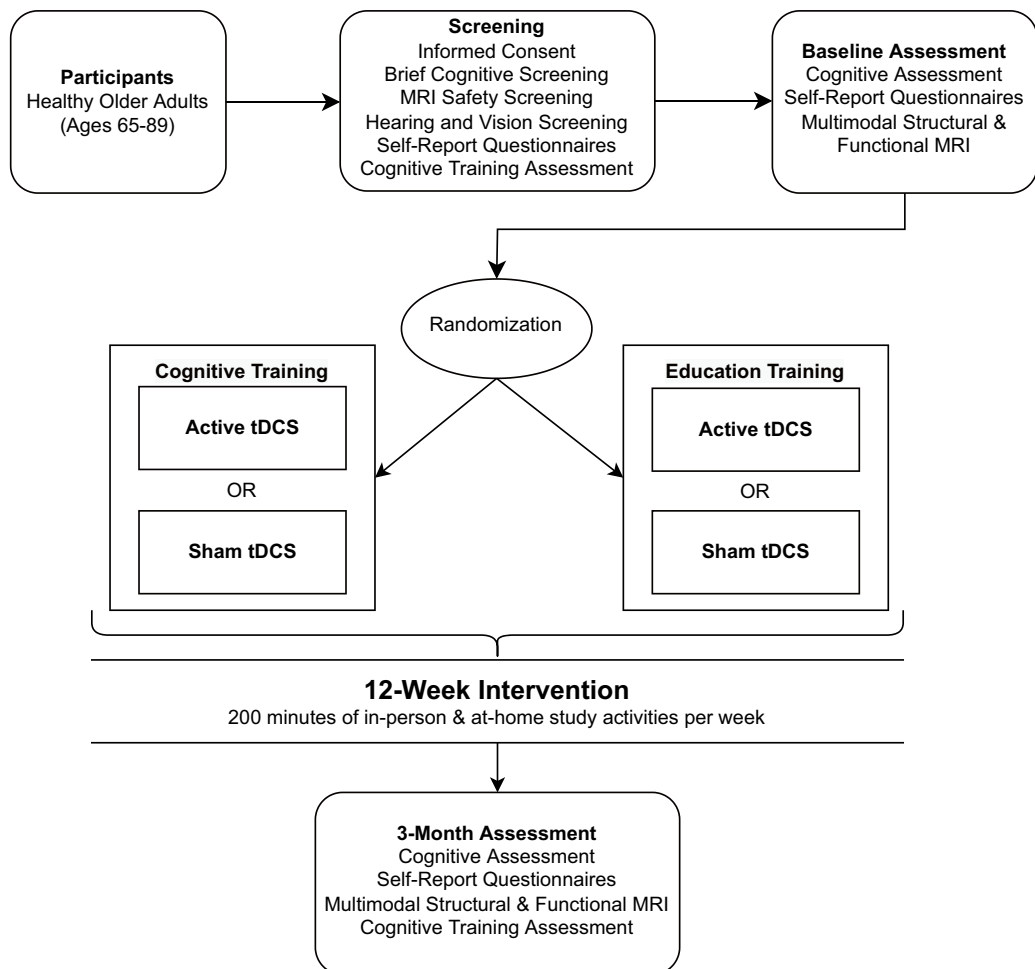 Participants
Healthy Older Adults
(Ages 65-89)
Screening
Informed Consent
Brief Cognitive Screening
MRI Safety Screening
Hearing and Vision Screening
Self-Report Questionnaires
Cognitive Training Assessment
Baseline Assessment
Cognitive Assessment
Self-Report Questionnaires
Multimodal Structural &
Functional MRI
Randomization
Cognitive Training
Active tDCS
OR
Sham tDCS
Education Training
Active tDCS
OR
Sham tDCS
12-Week Intervention
200 minutes of in-person & at-home study activities per week
3-Month Assessment
Cognitive Assessment
Self-Report Questionnaires
Multimodal Structural & Functional MRI
Cognitive Training Assessment